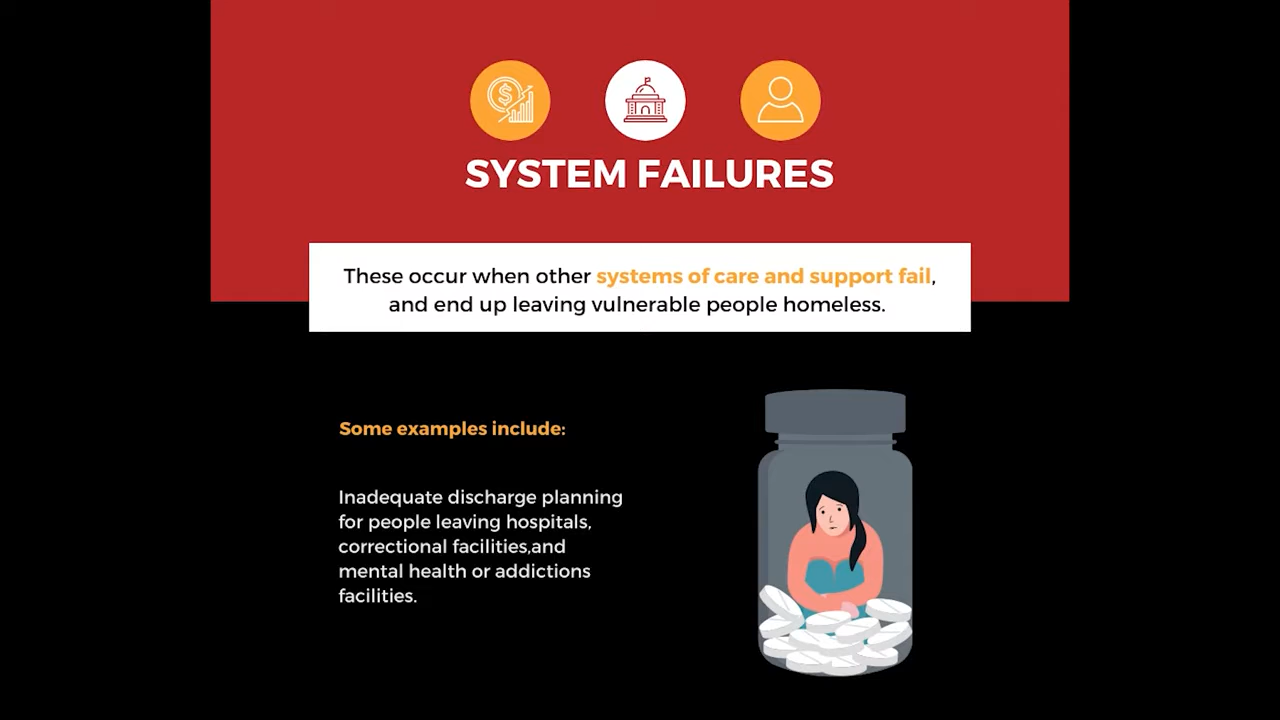 SYSTEM FAILURES
These occur when other systems of care and support fail,
and end up leaving vulnerable people homeless.
Some examples include:
Inadequate discharge planning
for people leaving hospitals,
correctional facilities,and
mental health or addictions
facilities.